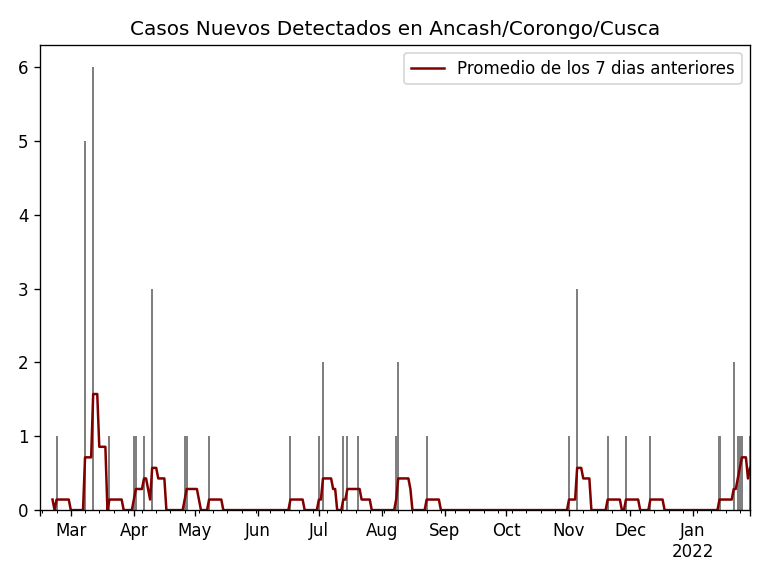 Casos Nuevos Detectados en Ancash/Corongo/Cusca
Promedio de los 7 dias anteriores
6
5
4
3
2
1
0
Mar Apr May Jun Jul Aug Sep Oct Nov Dec Jan
2022